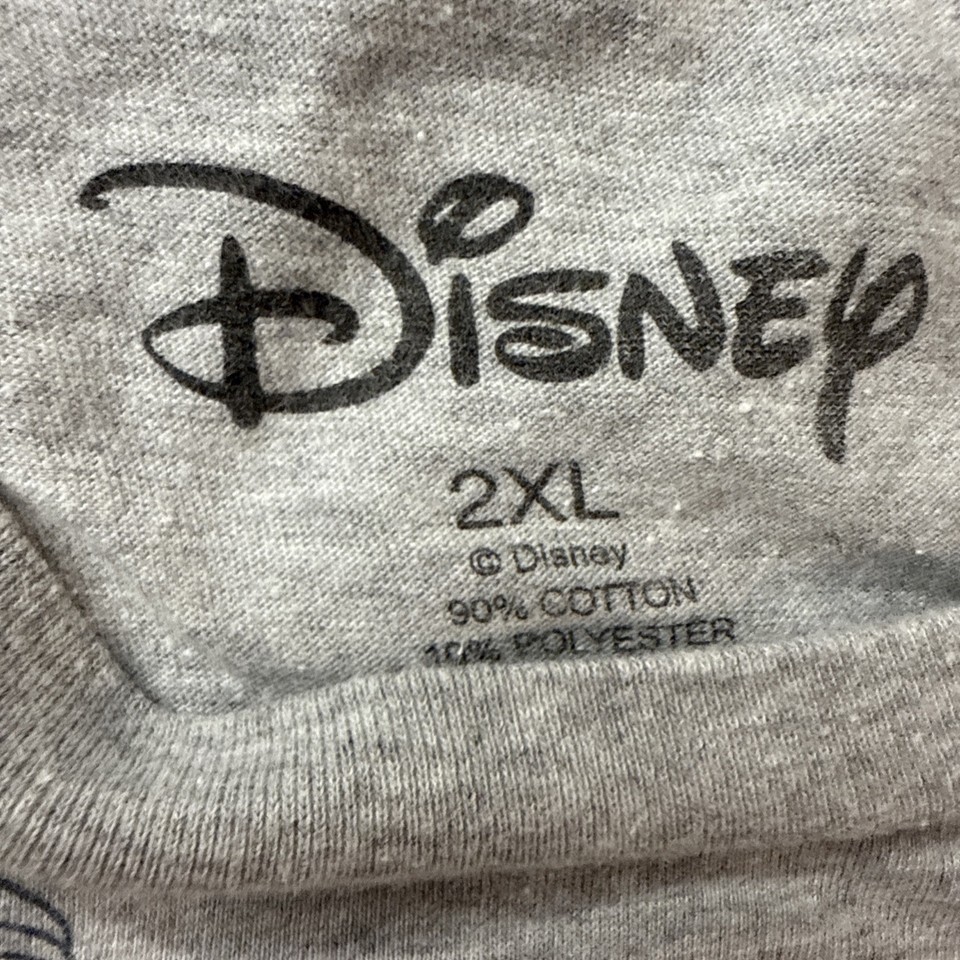 Disney
2XL
© Disney
90% COTTON
10% POLYESTER